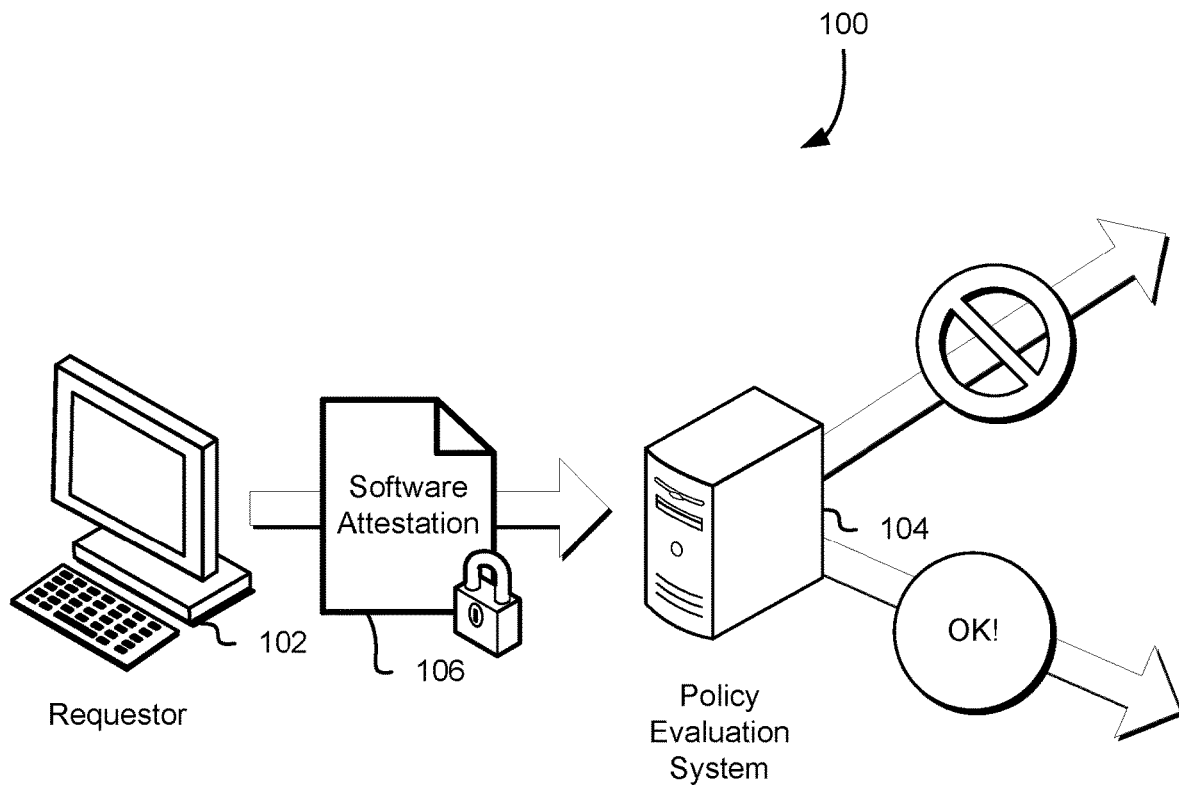 100
Software
Attestation
104
102
106
OK!
Requestor
Policy
Evaluation
System